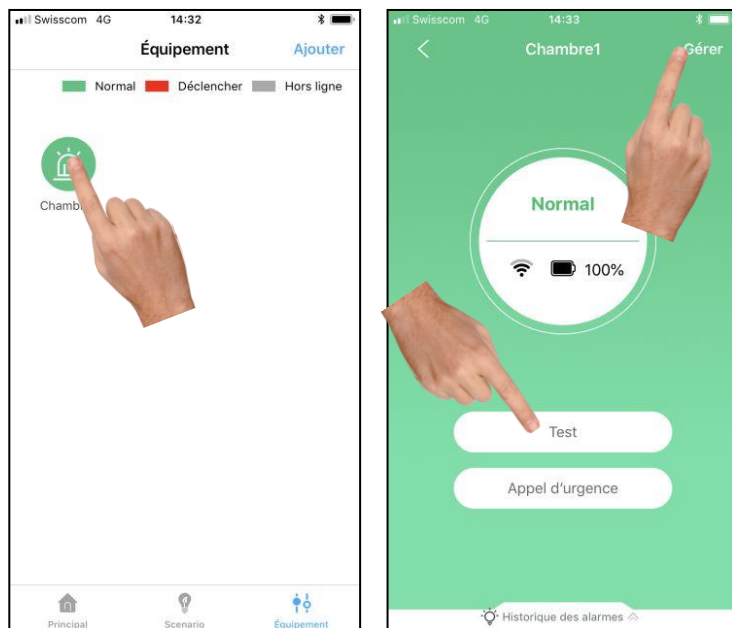 Swisscom 4G 14:32
Équipement Ajouter
Normal Déclencher Hors ligne
Principal Scenario Équipement
Swisscom 4G 14:33
Chambre1 Gérer
Normal
100%
Test
Appel d'urgence
Historique des alarmes